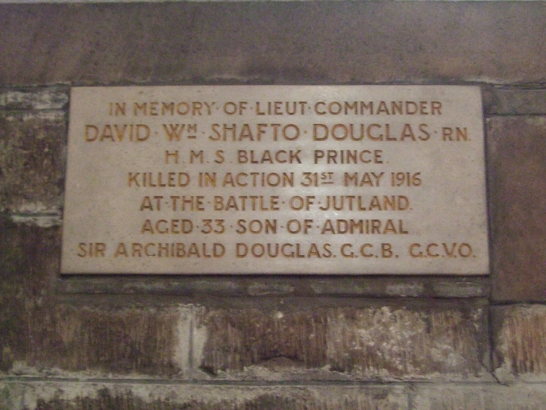 IN MEMORY·OF·LIEUT·COMMANDER
DAVID·Wᴹ·SHAFTO·DOUGLAS·RN.
H.M.S. BLACK PRINCE.
KILLED IN ACTION 31ST MAY 1916
AT·THE·BATTLE·OF·JUTLAND.
AGED·33·SON·OF·ADMIRAL
SIR ARCHIBALD DOUGLAS.G.C.B. G.C.V.O.